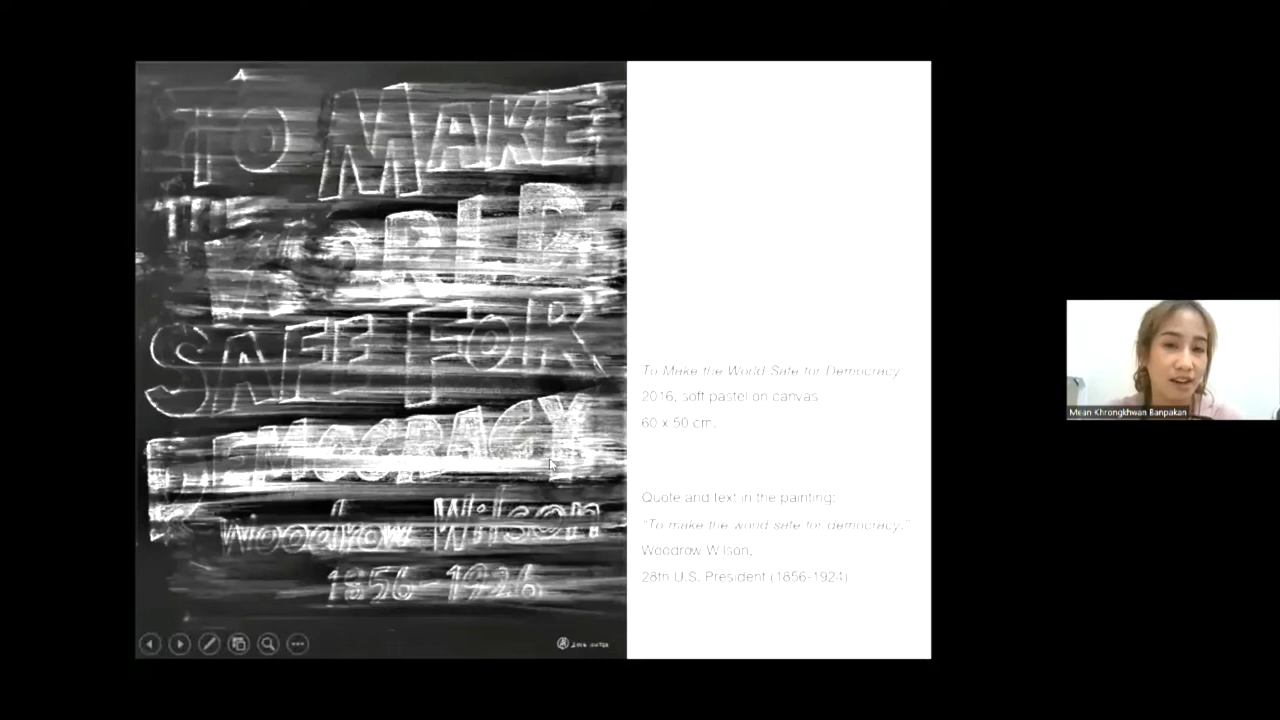 TO MAKE
THE
WORLD
SAFE FOR
DEMOCRACY
Woodrow Wilson
1856-1926
To Make the World Safe for Democracy
2016, soft pastel on canvas
60 x 50 cm.
Quote and text in the painting:
"To make the world safe for democracy."
Woodrow Wilson,
28th U.S. President (1856-1924)
Mean Khrongkhwan Banpakan